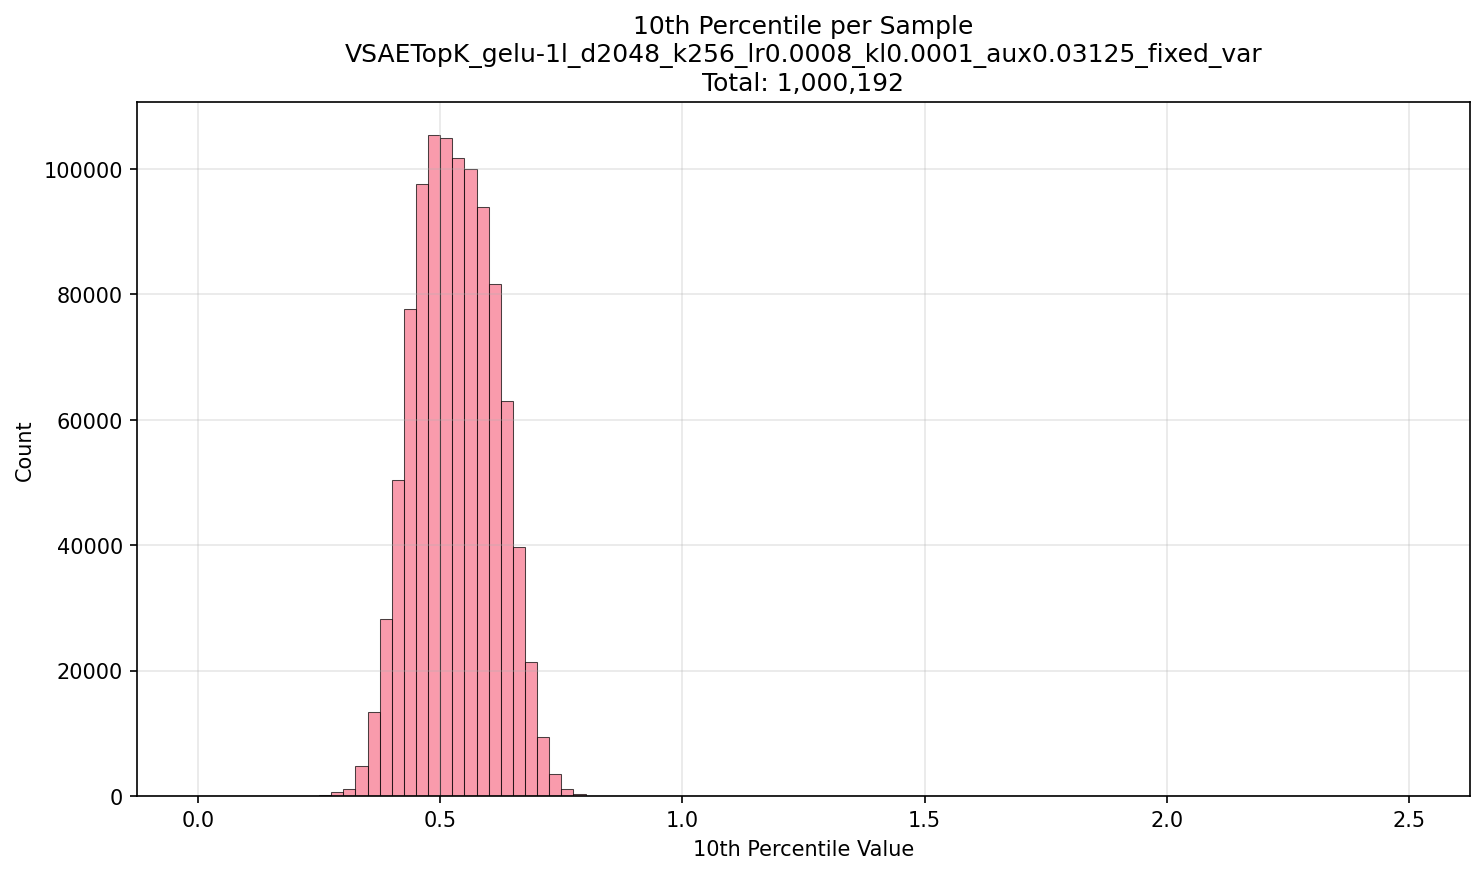 10th Percentile per Sample
VSAETopK_gelu-1l_d2048_k256_lr0.0008_kl0.0001_aux0.03125_fixed_var
Total: 1,000,192
100000
80000
60000
40000
20000
0
Count
0.0 0.5 1.0 1.5 2.0 2.5
10th Percentile Value